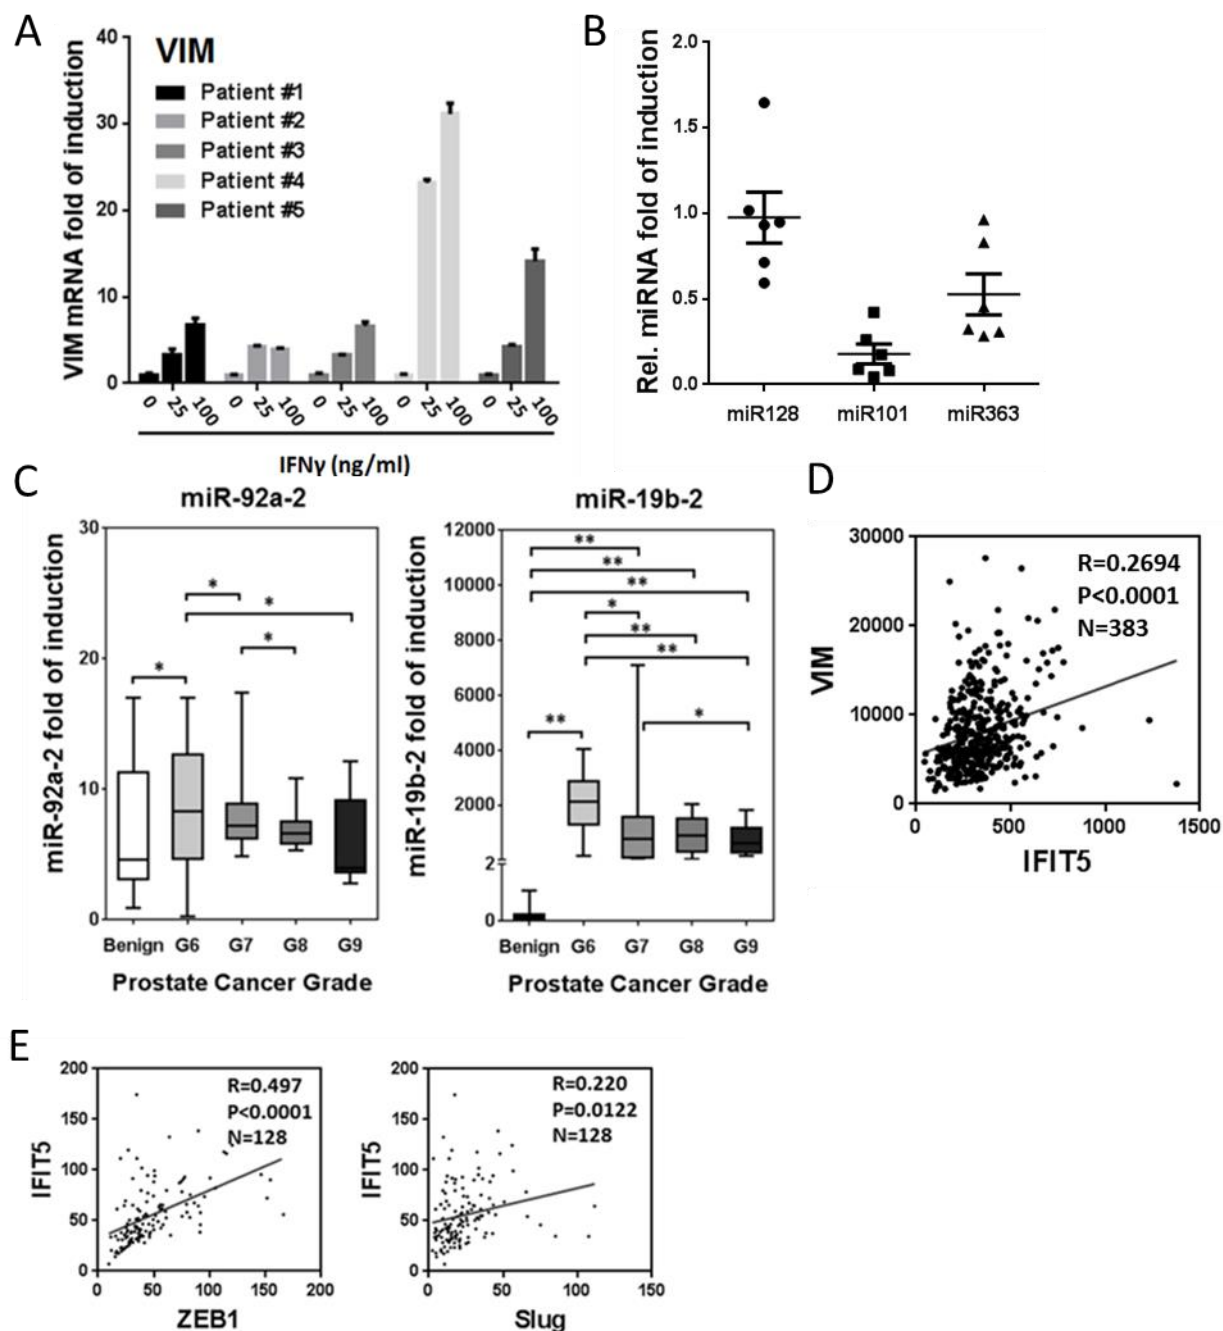 A
VIM
Patient #1
Patient #2
Patient #3
Patient #4
Patient #5
VIM mRNA fold of induction
40
30
20
10
0
0 25 100 0 25 100 0 25 100 0 25 100 0 25 100
IFNγ (ng/ml)
B
Rel. miRNA fold of induction
2.0
1.5
1.0
0.5
0.0
miR128 miR101 miR363
C
miR-92a-2
miR-92a-2 fold of induction
30
20
10
0
*
*
*
*
Benign G6 G7 G8 G9
Prostate Cancer Grade
miR-19b-2
miR-19b-2 fold of induction
12000
10000
8000
6000
4000
2000
2
0
**
**
**
*
**
**
*
**
Benign G6 G7 G8 G9
Prostate Cancer Grade
D
VIM
30000
20000
10000
0
R=0.2694
P<0.0001
N=383
0 500 1000 1500
IFIT5
E
IFIT5
200
150
100
50
0
R=0.497
P<0.0001
N=128
0 50 100 150 200
ZEB1
IFIT5
200
150
100
50
0
R=0.220
P=0.0122
N=128
0 50 100 150
Slug